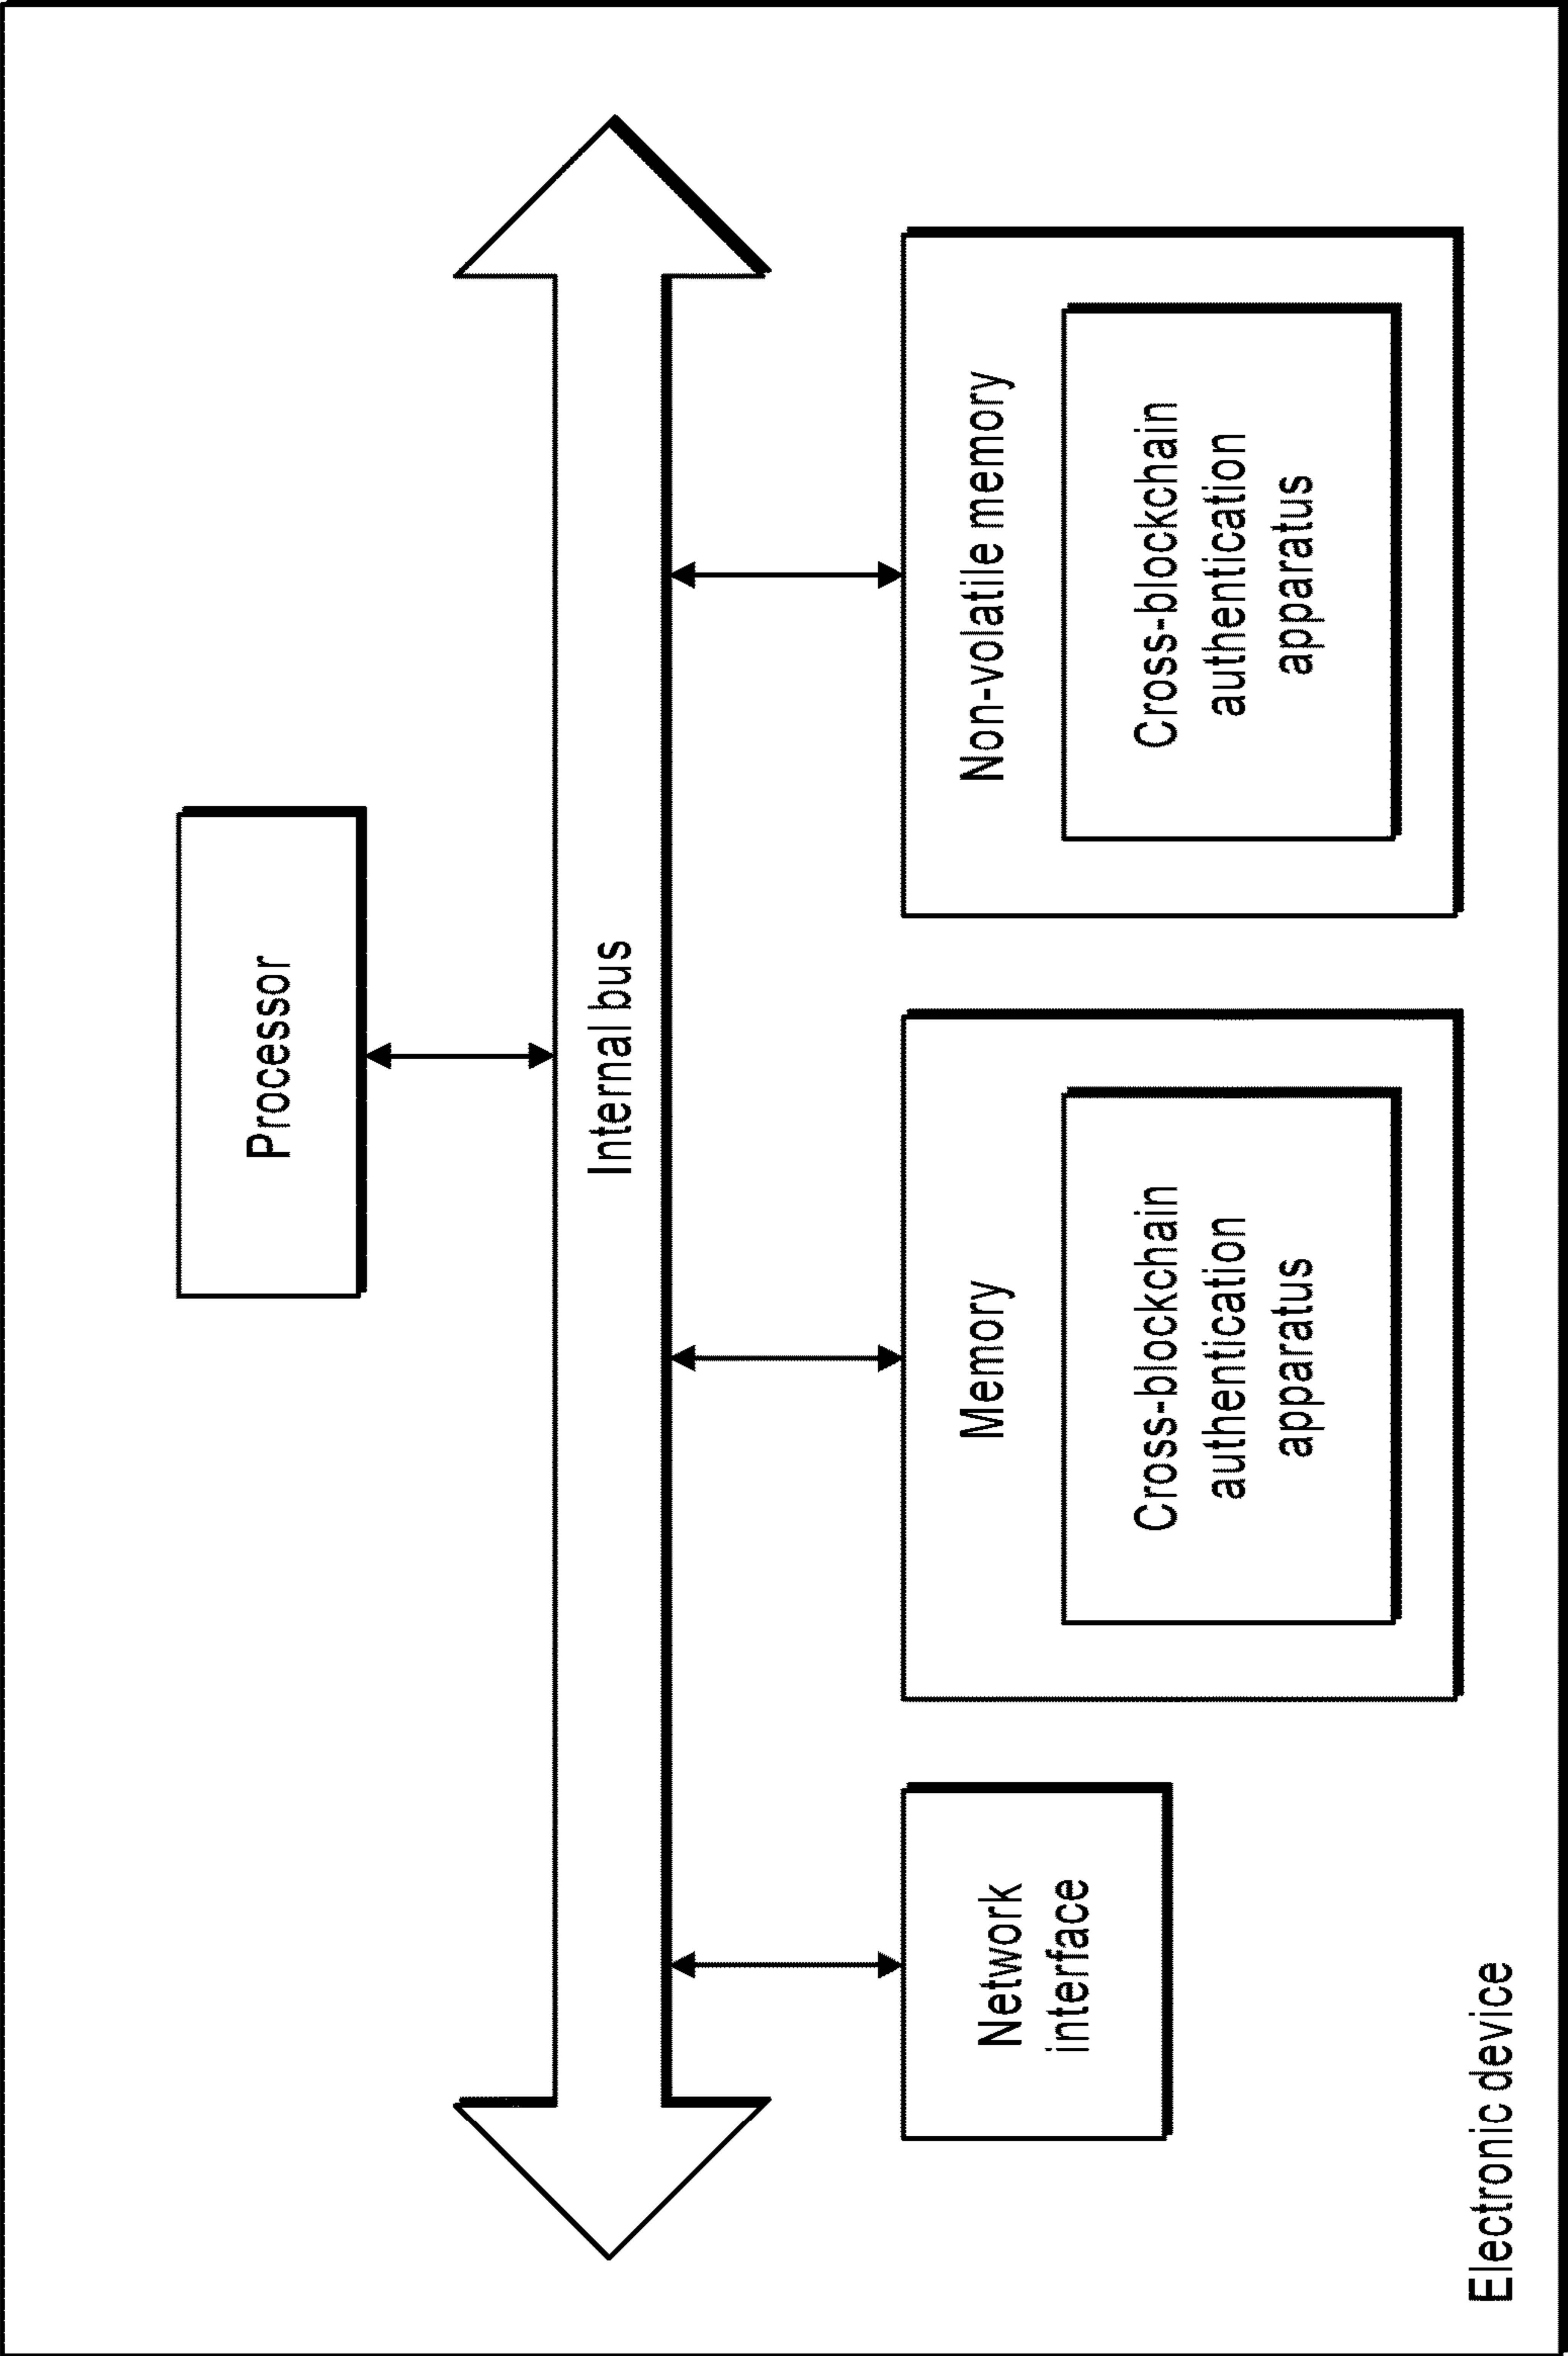 Processor
Internal bus
Network
interface
Memory
Cross-blockchain
authentication
apparatus
Non-volatile memory
Cross-blockchain
authentication
apparatus
Electronic device